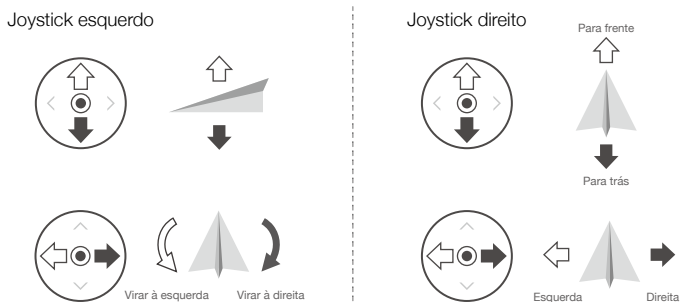 Joystick esquerdo
Joystick direito
Para frente
Para trás
Virar à esquerda
Virar à direita
Esquerda
Direita